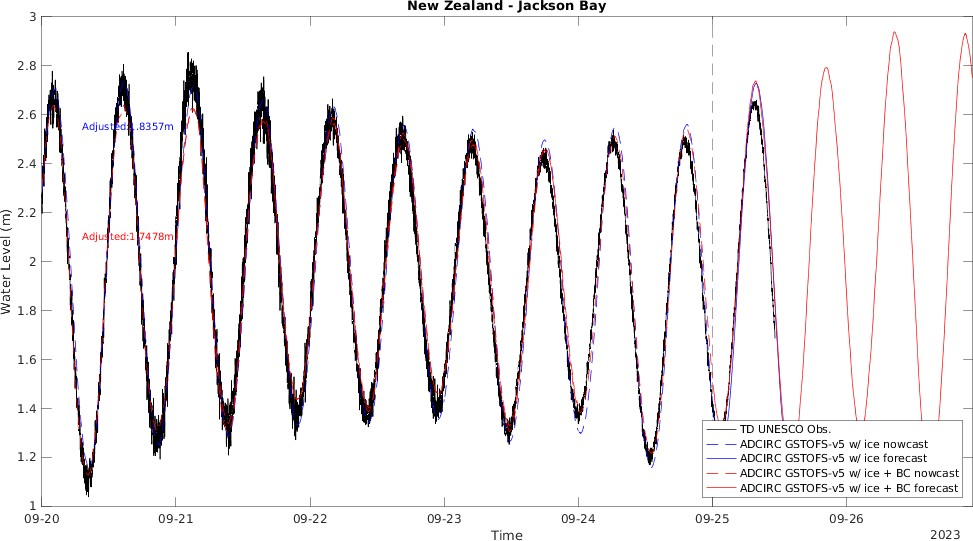 New Zealand - Jackson Bay
3
2.8
2.6
2.4
2.2
2
1.8
1.6
1.4
1.2
1
Water Level (m)
Adjusted:1.8357m
Adjusted:1.7478m
TD UNESCO Obs.
ADCIRC GSTOFS-v5 w/ ice nowcast
ADCIRC GSTOFS-v5 w/ ice forecast
ADCIRC GSTOFS-v5 w/ ice + BC nowcast
ADCIRC GSTOFS-v5 w/ ice + BC forecast
09-20 09-21 09-22 09-23 09-24 09-25 09-26
Time
2023